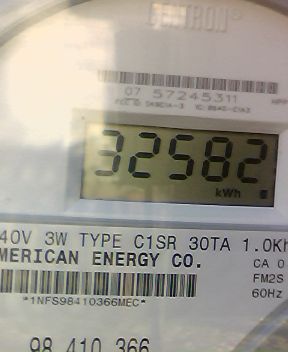 CENTRON®
07 57245311
32582
kWh
40V 3W TYPE C1SR 30TA 1.0Kh
MERICAN ENERGY CO.
CA 0
FM2S
60Hz
*1NFS98410366MEC*
98 410 366